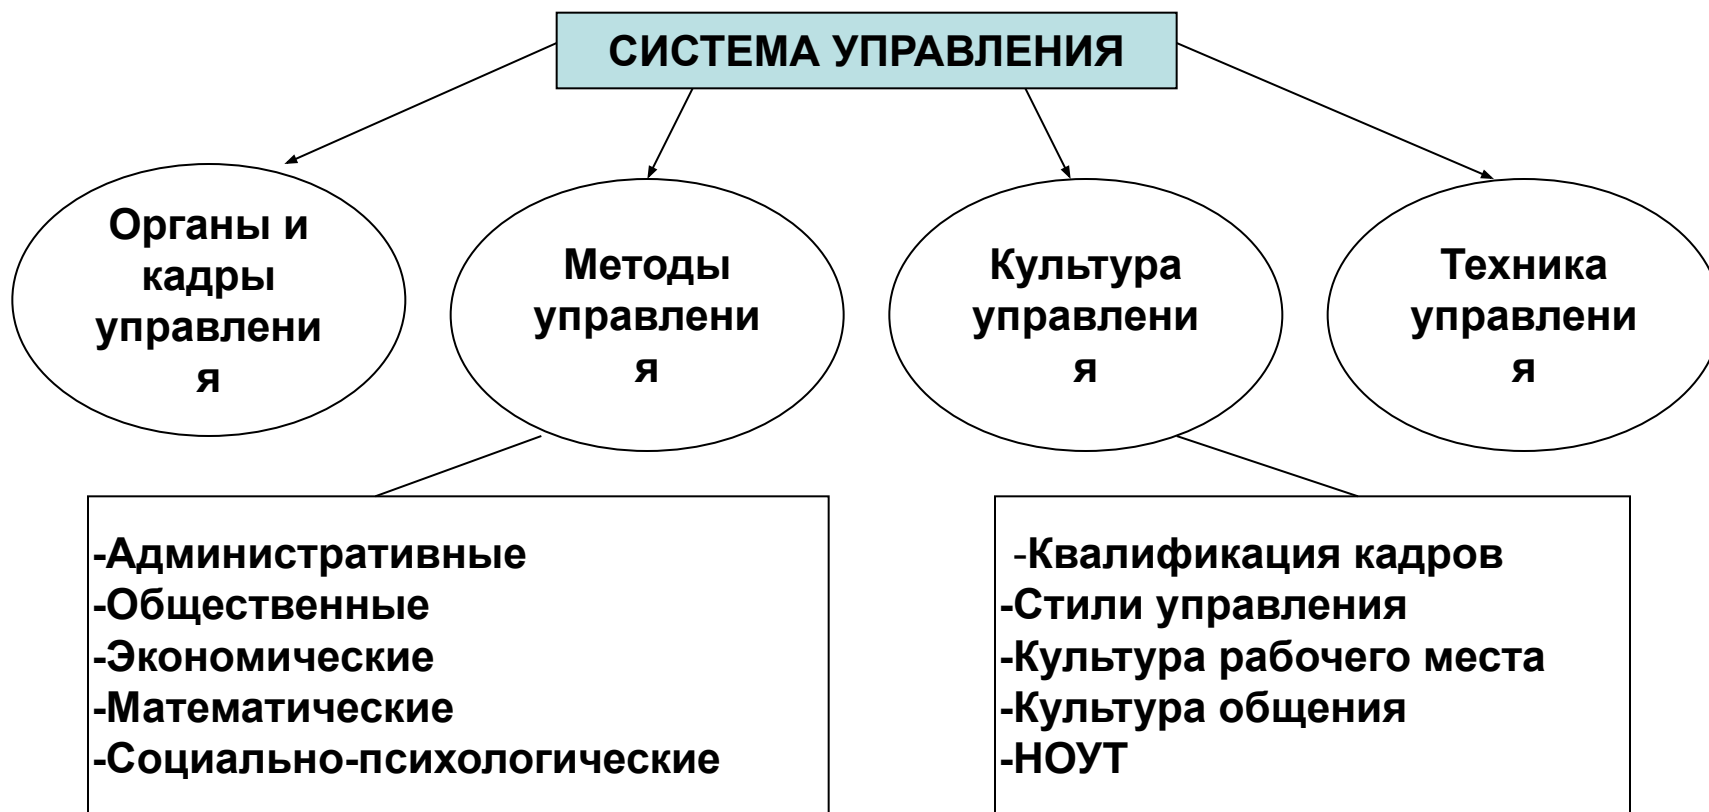 СИСТЕМА УПРАВЛЕНИЯ
Органы и
кадры
управлени
я
Методы
управлени
я
Культура
управлени
я
Техника
управлени
я
-Административные
-Общественные
-Экономические
-Математические
-Социально-психологические
-Квалификация кадров
-Стили управления
-Культура рабочего места
-Культура общения
-НОУТ